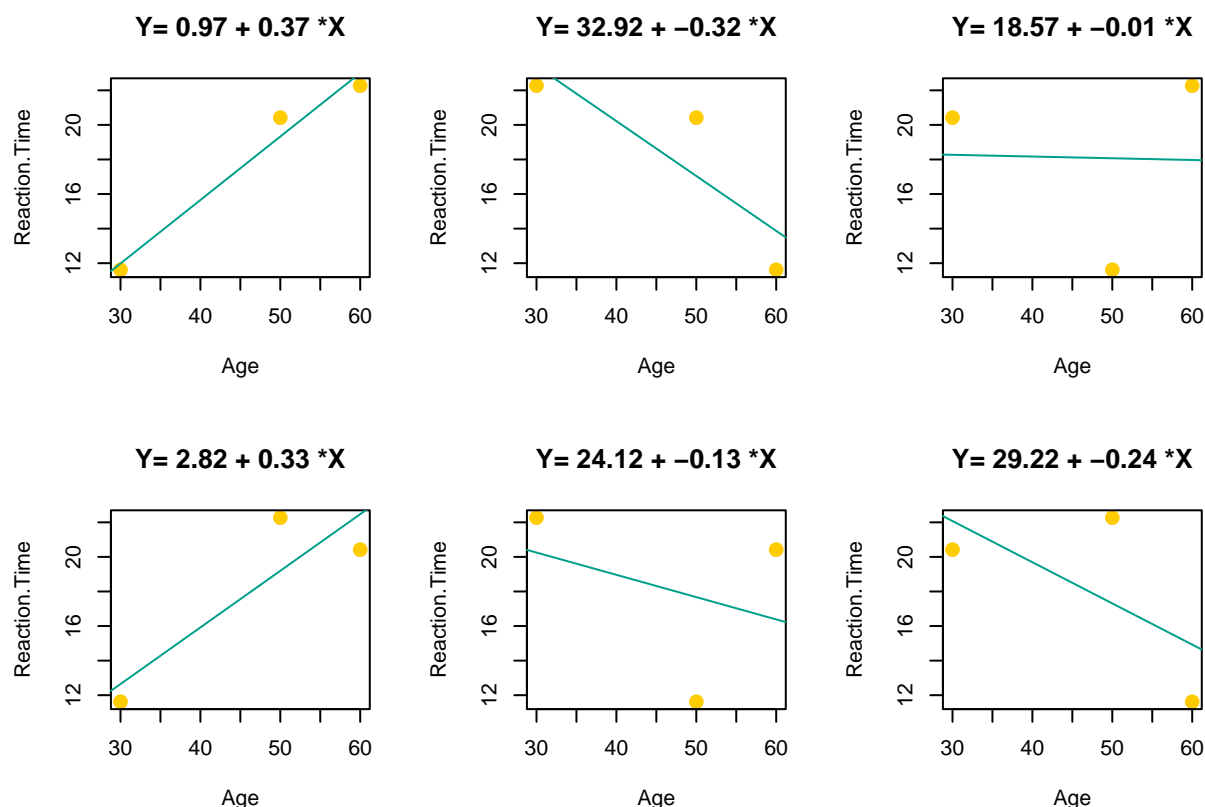 Y= 0.97 + 0.37 *X
Reaction.Time
12 16 20
30 40 50 60
Age
Y= 32.92 + −0.32 *X
Reaction.Time
12 16 20
30 40 50 60
Age
Y= 18.57 + −0.01 *X
Reaction.Time
12 16 20
30 40 50 60
Age
Y= 2.82 + 0.33 *X
Reaction.Time
12 16 20
30 40 50 60
Age
Y= 24.12 + −0.13 *X
Reaction.Time
12 16 20
30 40 50 60
Age
Y= 29.22 + −0.24 *X
Reaction.Time
12 16 20
30 40 50 60
Age